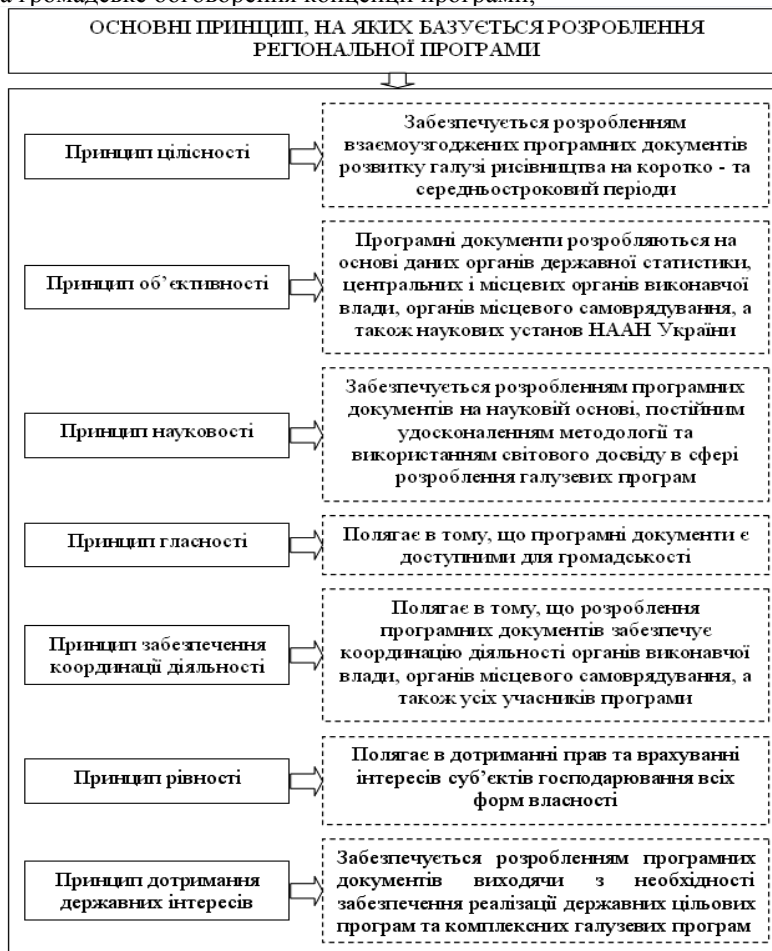 а громадське обговорення концепції програми;
ОСНОВНІ ПРИНЦИП, НА ЯКИХ БАЗУЄТЬСЯ РОЗРОБЛЕННЯ
РЕГІОНАЛЬНОЇ ПРОГРАМИ
Принцип цілісності
Забезпечується розробленням
взаємоузгоджених програмних документів
розвитку галузі рисівництва на коротко - та
середньостроковий періоди
Принцип об’єктивності
Програмні документи розробляються на
основі даних органів державної статистики,
центральних і місцевих органів виконавчої
влади, органів місцевого самоврядування, а
також наукових установ НААН України
Принцип науковості
Забезпечується розробленням програмних
документів на науковій основі, постійним
удосконаленням методології та
використанням світового досвіду в сфері
розроблення галузевих програм
Принцип гласності
Полягає в тому, що програмні документи є
доступними для громадськості
Принцип забезпечення
координації діяльності
Полягає в тому, що розроблення
програмних документів забезпечує
координацію діяльності органів виконавчої
влади, органів місцевого самоврядування, а
також усіх учасників програми
Принцип рівності
Полягає в дотриманні прав та врахуванні
інтересів суб’єктів господарювання всіх
форм власності
Принцип дотримання
державних інтересів
Забезпечується розробленням програмних
документів виходячи з необхідності
забезпечення реалізації державних цільових
програм та комплексних галузевих програм